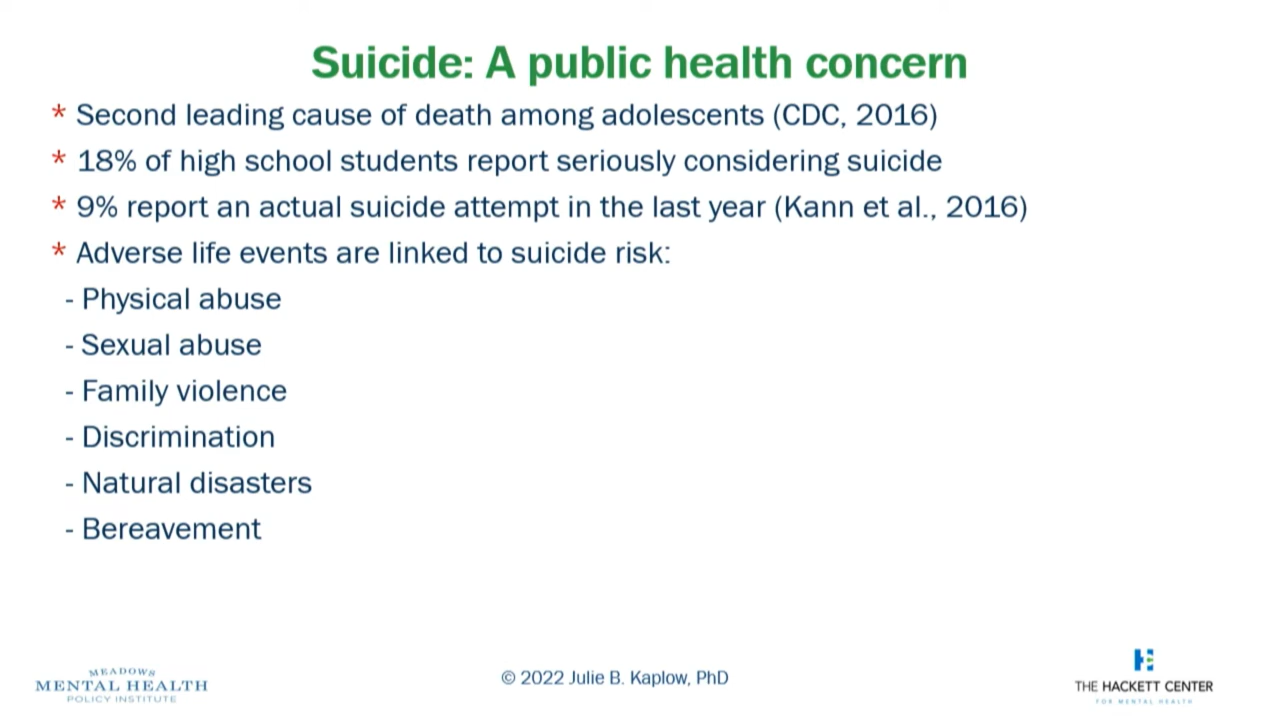 Suicide: A public health concern
* Second leading cause of death among adolescents (CDC, 2016)
* 18% of high school students report seriously considering suicide
* 9% report an actual suicide attempt in the last year (Kann et al., 2016)
* Adverse life events are linked to suicide risk:
- Physical abuse
- Sexual abuse
- Family violence
- Discrimination
- Natural disasters
- Bereavement
MEADOWS
MENTAL HEALTH
POLICY INSTITUTE
© 2022 Julie B. Kaplow, PhD
THE HACKETT CENTER
FOR MENTAL HEALTH